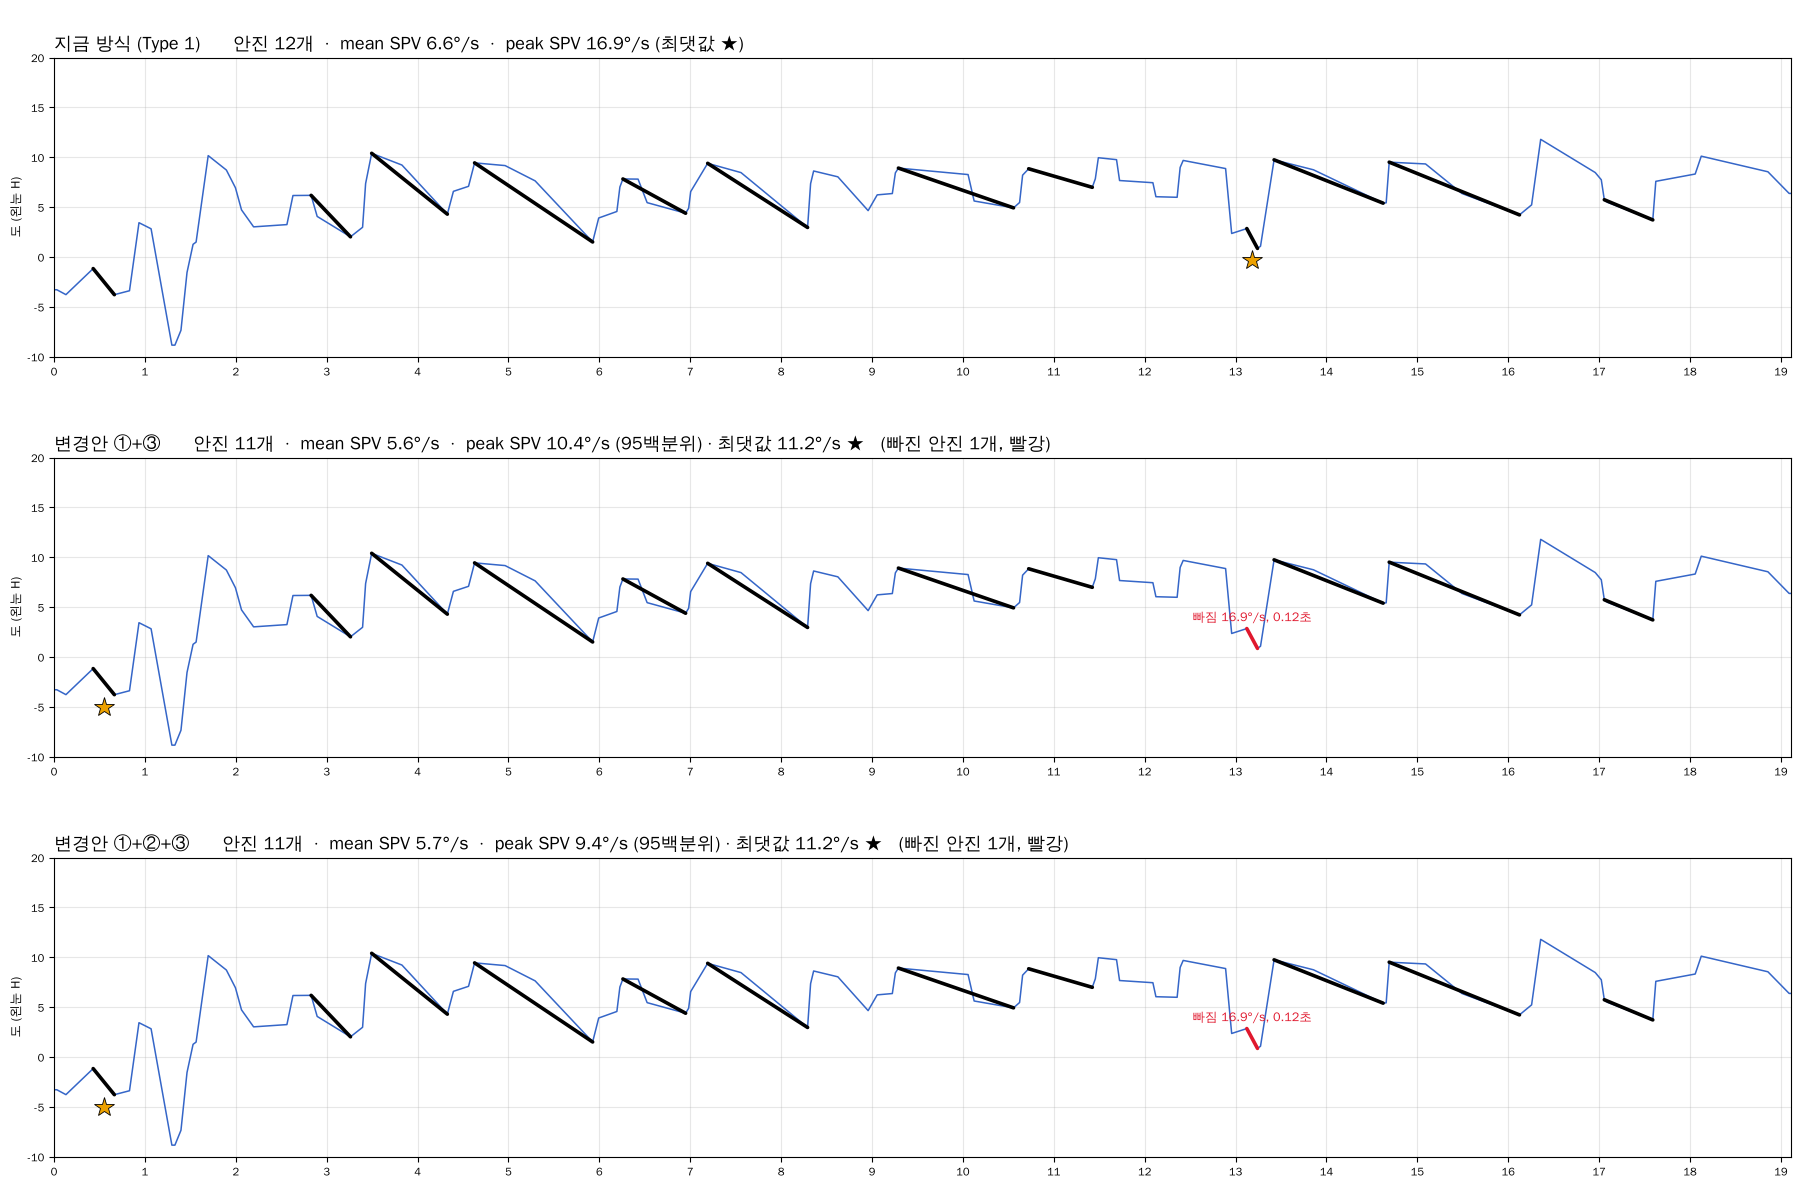 지금 방식 (Type 1) 안진 12개 · mean SPV 6.6°/s · peak SPV 16.9°/s (최댓값 ★)
도 (왼눈 H)
20
15
10
5
0
-5
-10
0 1 2 3 4 5 6 7 8 9 10 11 12 13 14 15 16 17 18 19
변경안 ①+③ 안진 11개 · mean SPV 5.6°/s · peak SPV 10.4°/s (95백분위) · 최댓값 11.2°/s ★ (빠진 안진 1개, 빨강)
도 (왼눈 H)
20
15
10
5
0
-5
-10
빠짐 16.9°/s, 0.12초
0 1 2 3 4 5 6 7 8 9 10 11 12 13 14 15 16 17 18 19
변경안 ①+②+③ 안진 11개 · mean SPV 5.7°/s · peak SPV 9.4°/s (95백분위) · 최댓값 11.2°/s ★ (빠진 안진 1개, 빨강)
도 (왼눈 H)
20
15
10
5
0
-5
-10
빠짐 16.9°/s, 0.12초
0 1 2 3 4 5 6 7 8 9 10 11 12 13 14 15 16 17 18 19